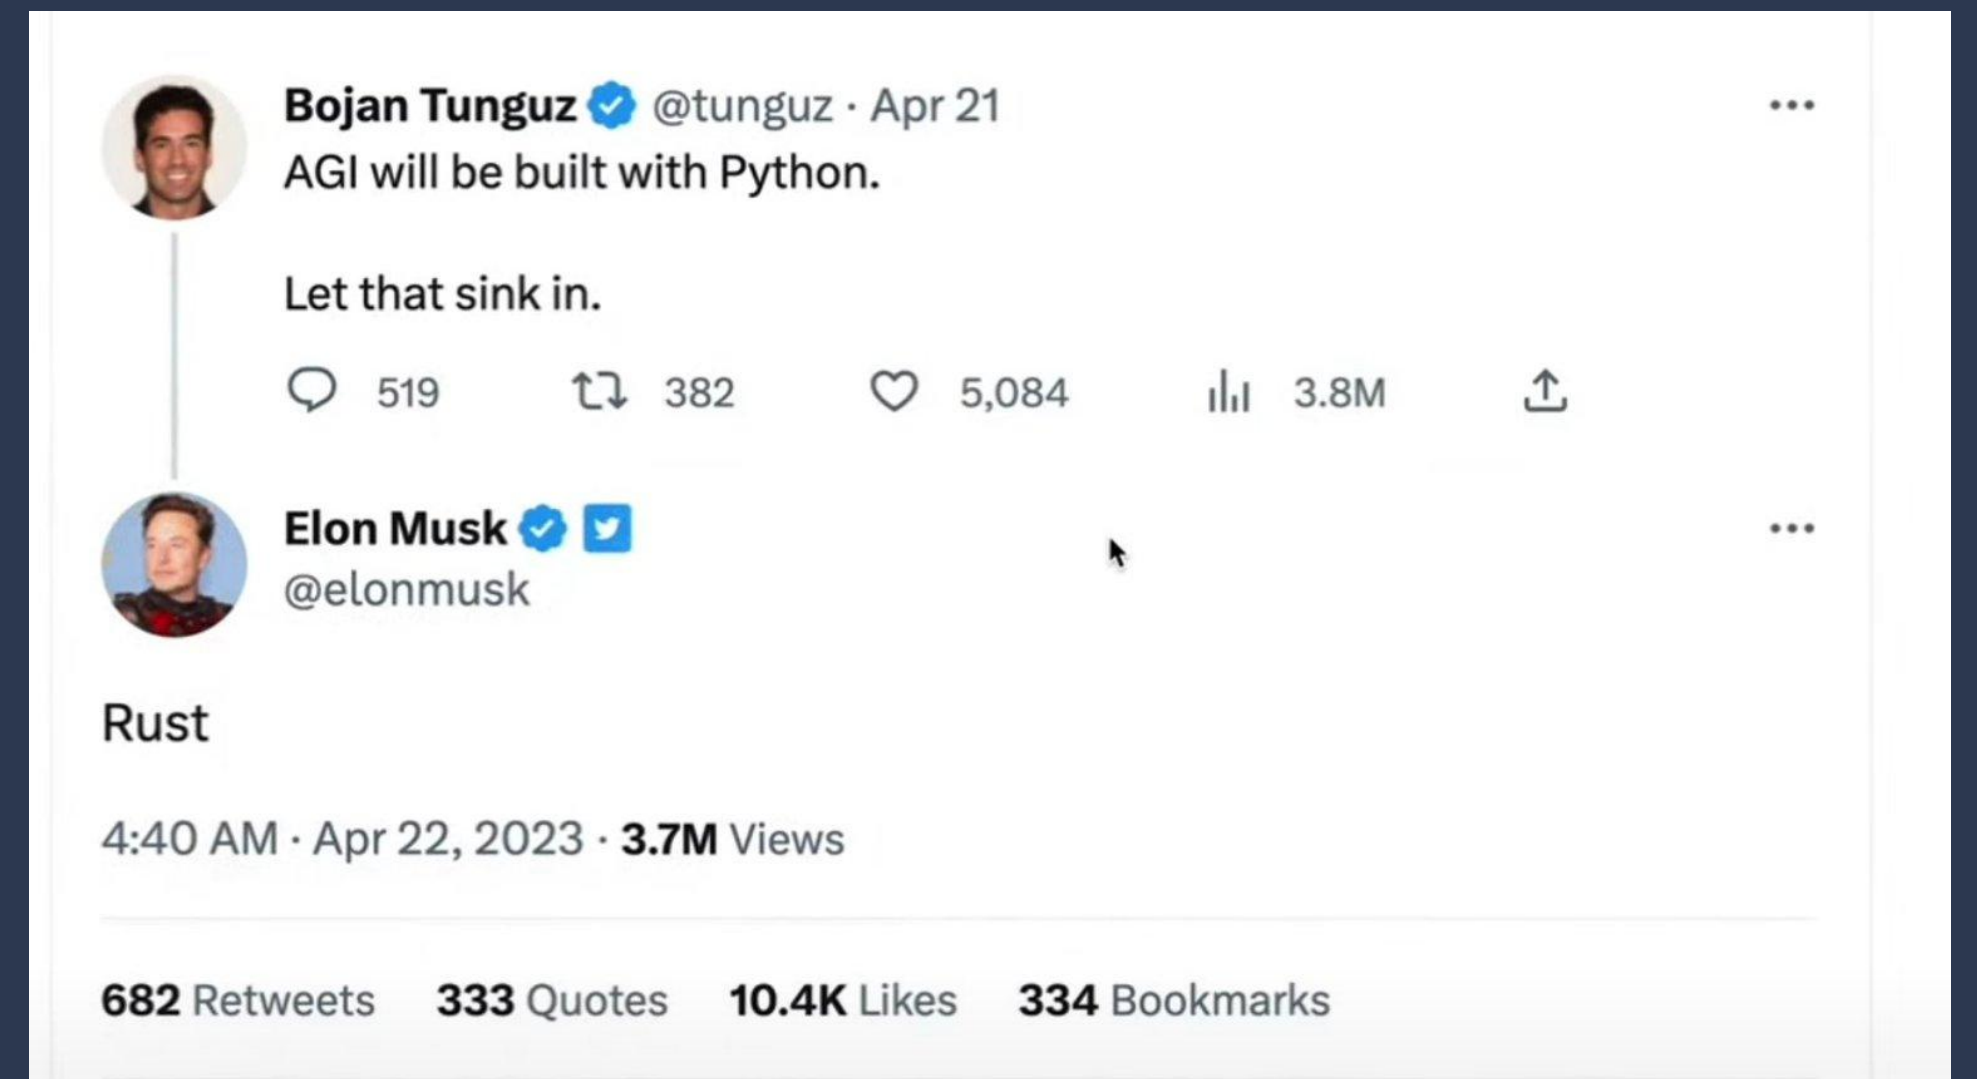 Bojan Tunguz @tunguz · Apr 21
AGI will be built with Python.
Let that sink in.
519 382 5,084 3.8M
Elon Musk
@elonmusk
Rust
4:40 AM · Apr 22, 2023 · 3.7M Views
682 Retweets 333 Quotes 10.4K Likes 334 Bookmarks